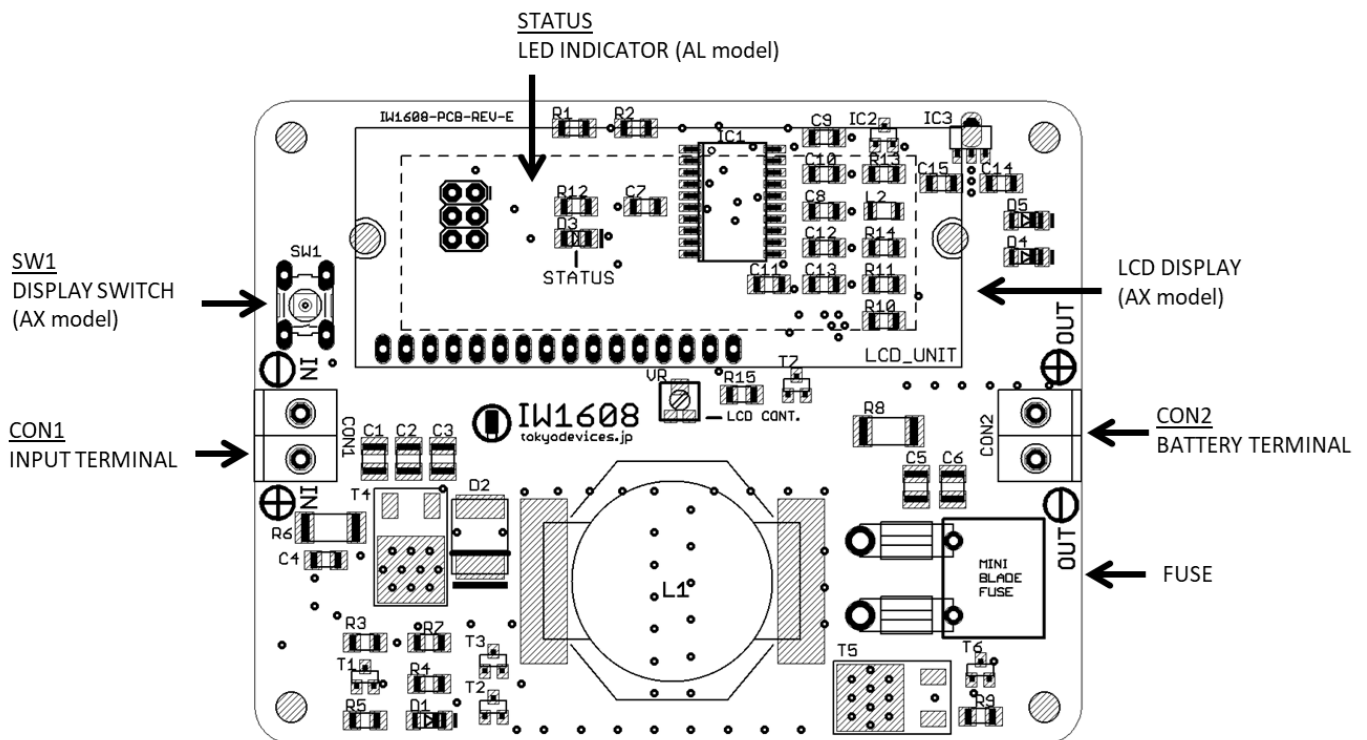 STATUS
LED INDICATOR (AL model)
IW1608-PCB-REV-E
R1
R2
IC1
C9
IC2
IC3
C10
R13
C15
C14
R12
C7
C8
L2
D5
D3
C12
R14
D4
STATUS
C11
C13
R11
R10
LCD_UNIT
SW1
SW1
DISPLAY SWITCH
(AX model)
LCD DISPLAY
(AX model)
IN
OUT
VR
R15
T7
LCD CONT.
IW1608
tokyodevices.jp
R8
CON1
INPUT TERMINAL
CON1
C1
C2
C3
CON2
CON2
BATTERY TERMINAL
C5
C6
IN
T4
D2
R6
C4
OUT
MINI
BLADE
FUSE
FUSE
L1
R3
R7
T3
T1
R4
T2
R5
D1
T5
T6
R9